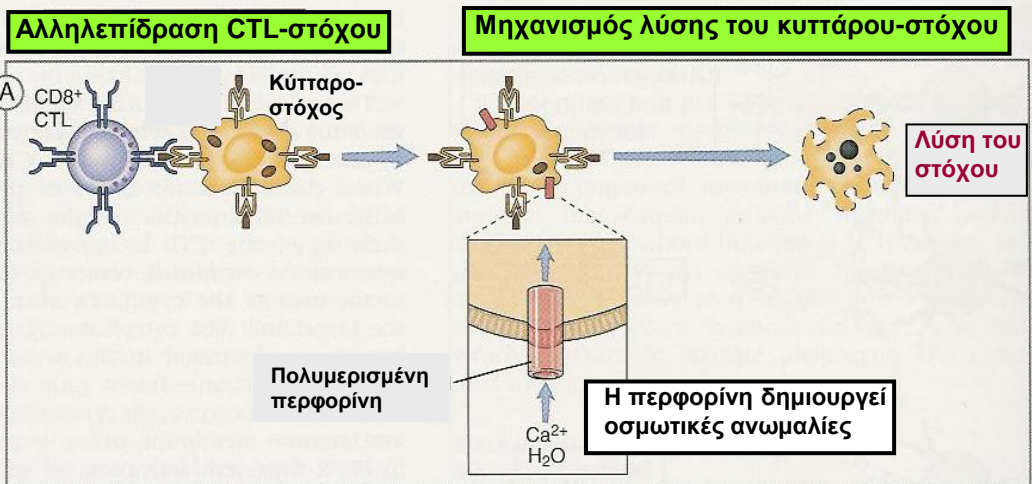 Αλληλεπίδραση CTL-στόχου
Μηχανισμός λύσης του κυττάρου-στόχου
A
CD8⁺
CTL
Κύτταρο-
στόχος
Λύση του
στόχου
Πολυμερισμένη
περφορίνη
Η περφορίνη δημιουργεί
οσμωτικές ανωμαλίες
Ca²⁺
H₂O